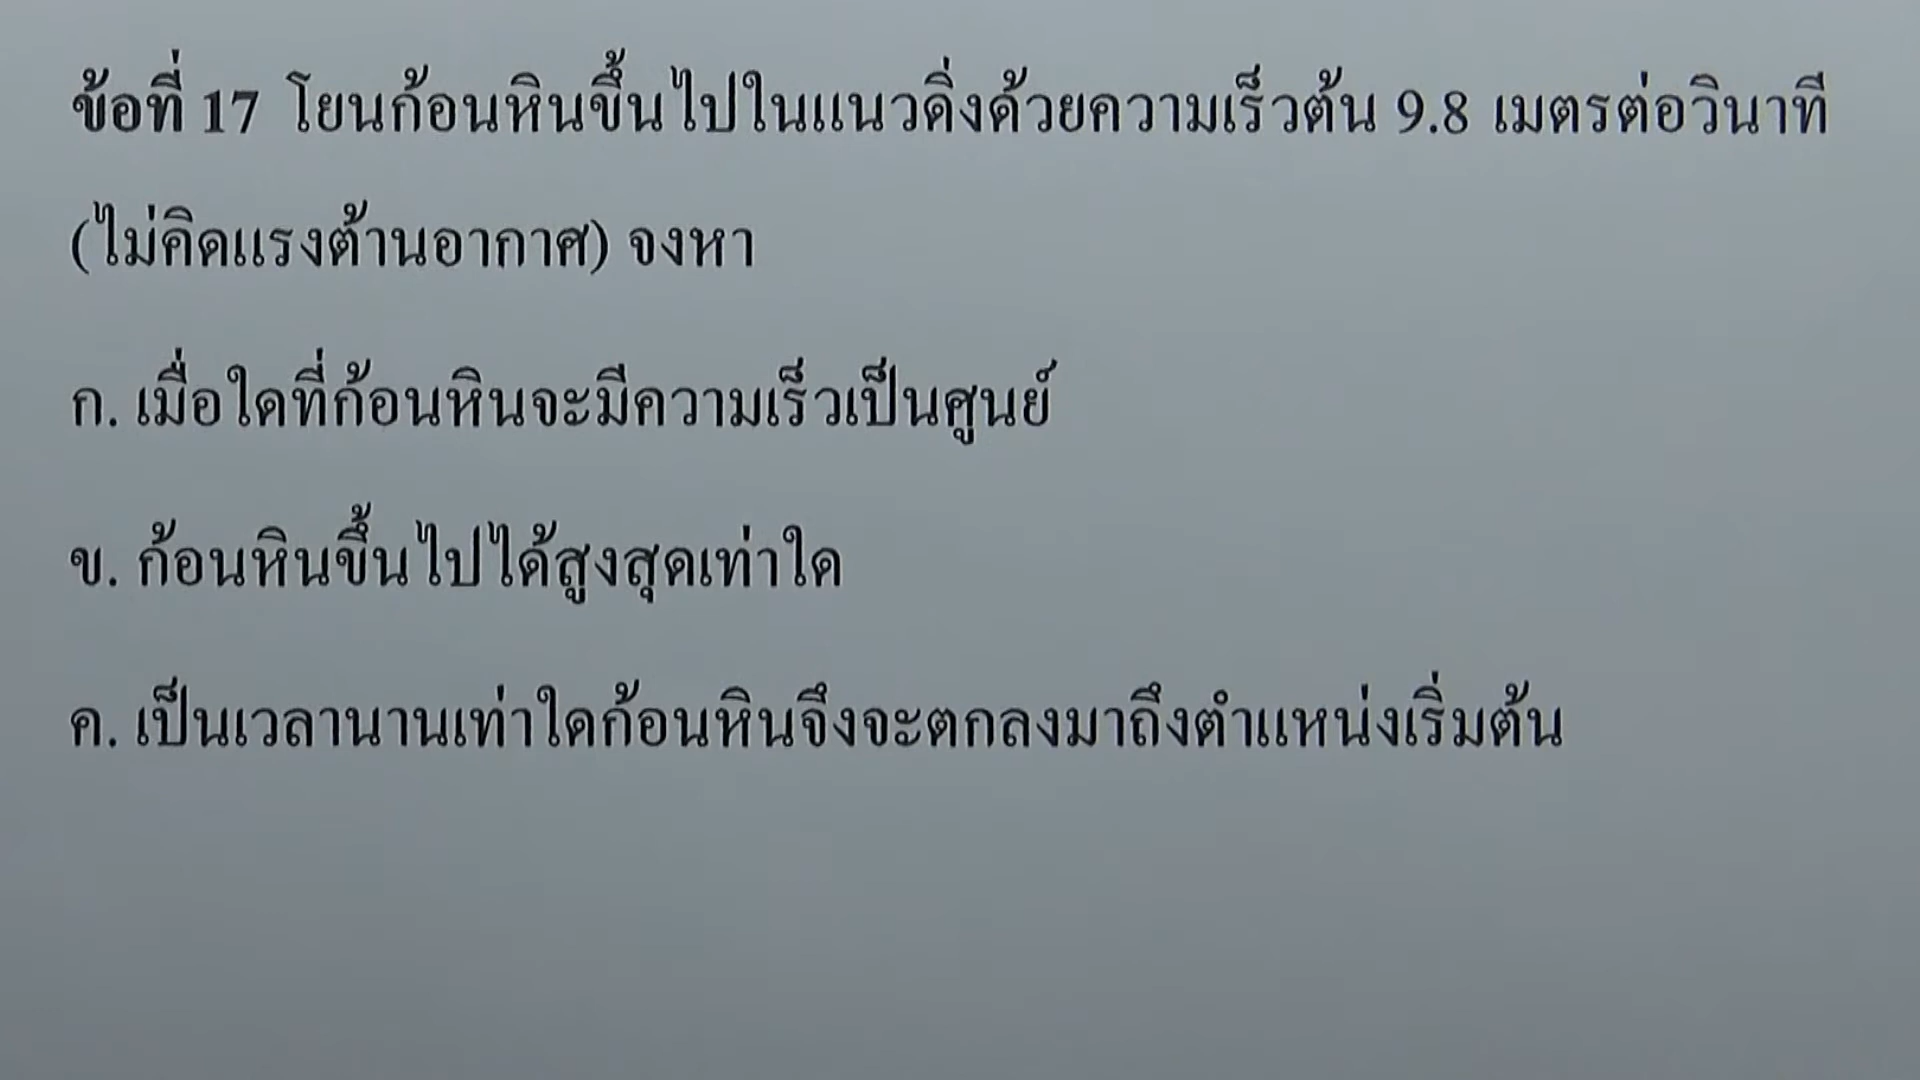 ข้อที่ 17 โยนก้อนหินขึ้นไปในแนวดิ่งด้วยความเร็วต้น 9.8 เมตรต่อวินาที
(ไม่คิดแรงต้านอากาศ) จงหา
ก. เมื่อใดที่ก้อนหินจะมีความเร็วเป็นศูนย์
ข. ก้อนหินขึ้นไปได้สูงสุดเท่าใด
ค. เป็นเวลานานเท่าใดก้อนหินจึงจะตกลงมาถึงตำแหน่งเริ่มต้น